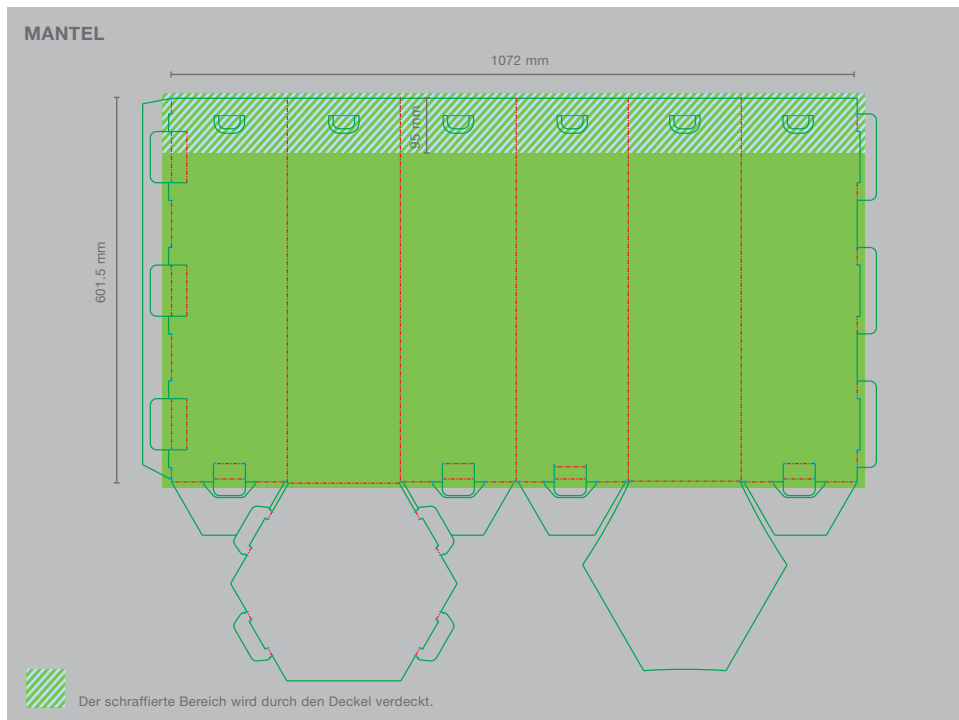 MANTEL
1072 mm
95 mm
601.5 mm
Der schraffierte Bereich wird durch den Deckel verdeckt.